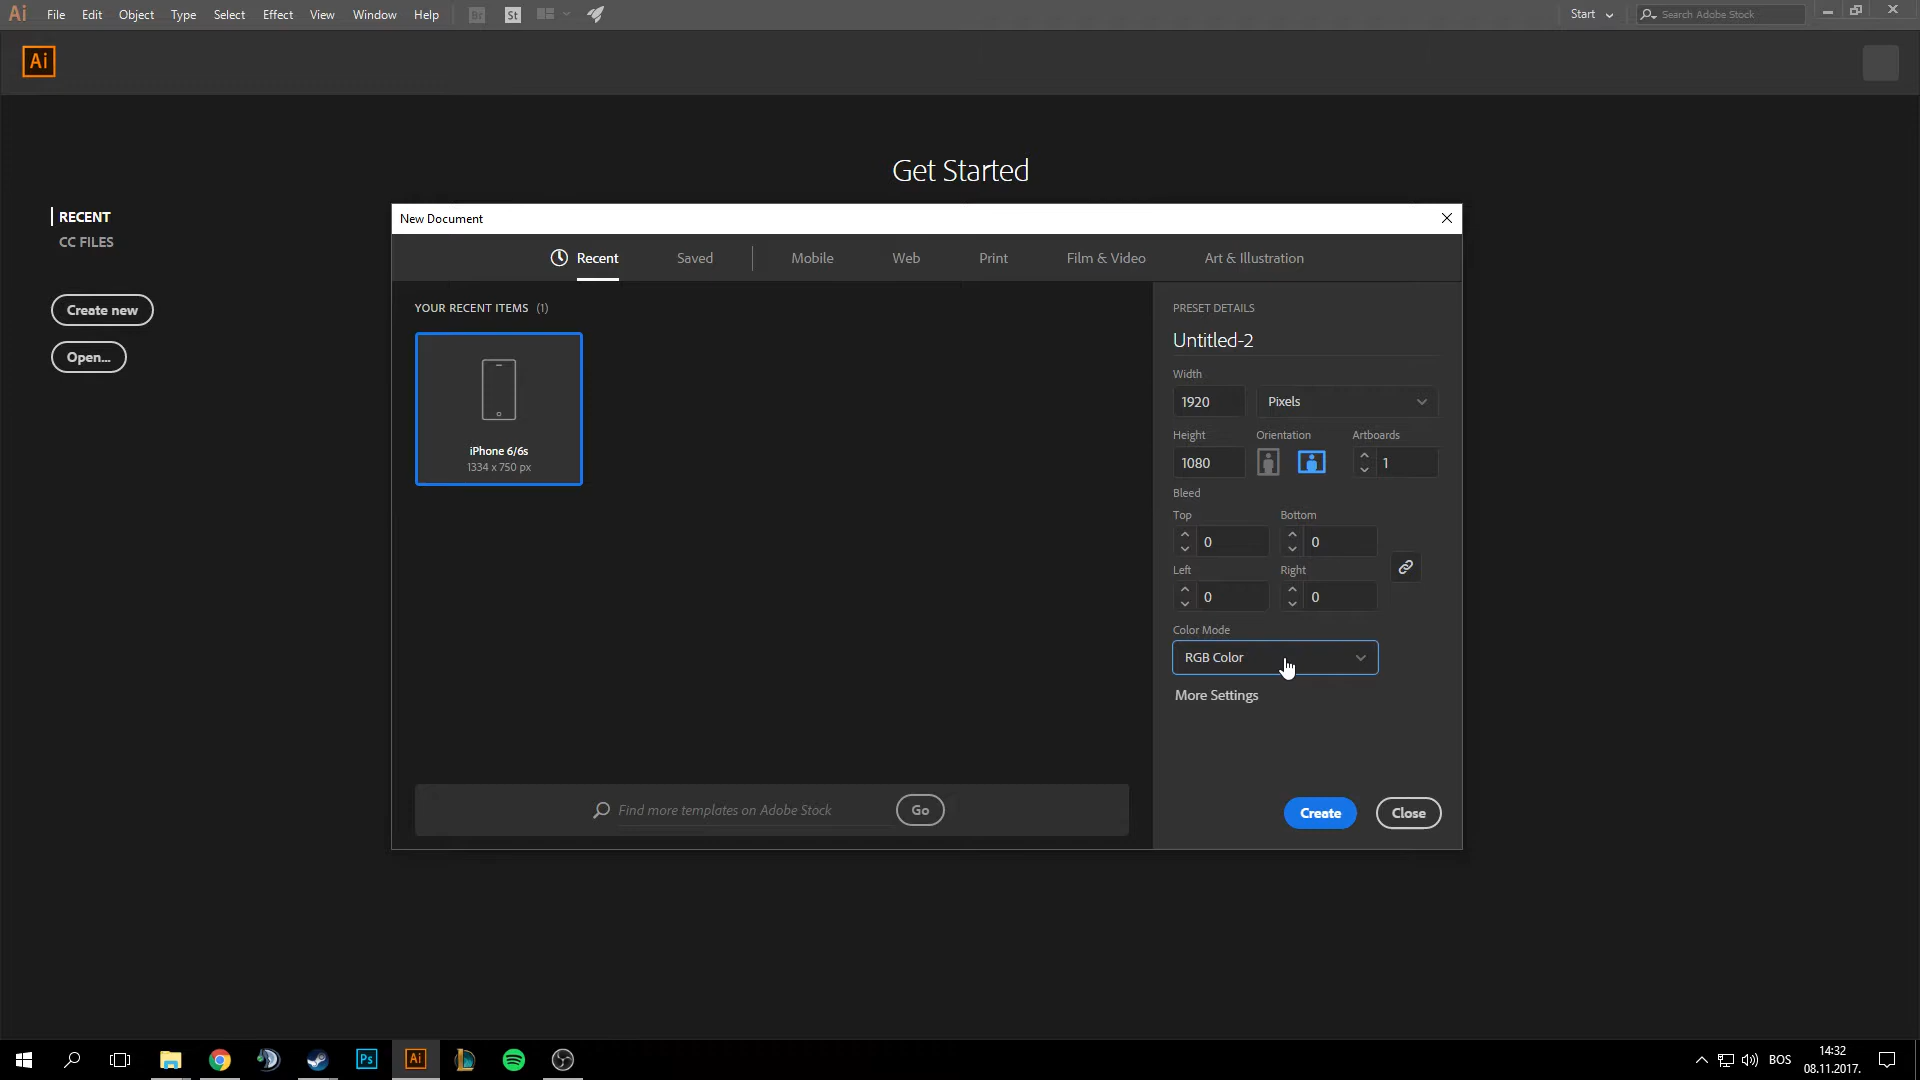 Ai File Edit Object Type Select Effect View Window Help Br St Start Search Adobe Stock
Ai
Get Started
RECENT
CC FILES
Create new
Open...
New Document
Recent Saved Mobile Web Print Film & Video Art & Illustration
YOUR RECENT ITEMS (1)
iPhone 6/6s
1334 x 750 px
PRESET DETAILS
Untitled-2
Width
1920 Pixels
Height Orientation Artboards
1080 1
Bleed
Top Bottom
0 0
Left Right
0 0
Color Mode
RGB Color
More Settings
Find more templates on Adobe Stock Go
Create Close
Ps Ai BOS 14:32
08.11.2017.